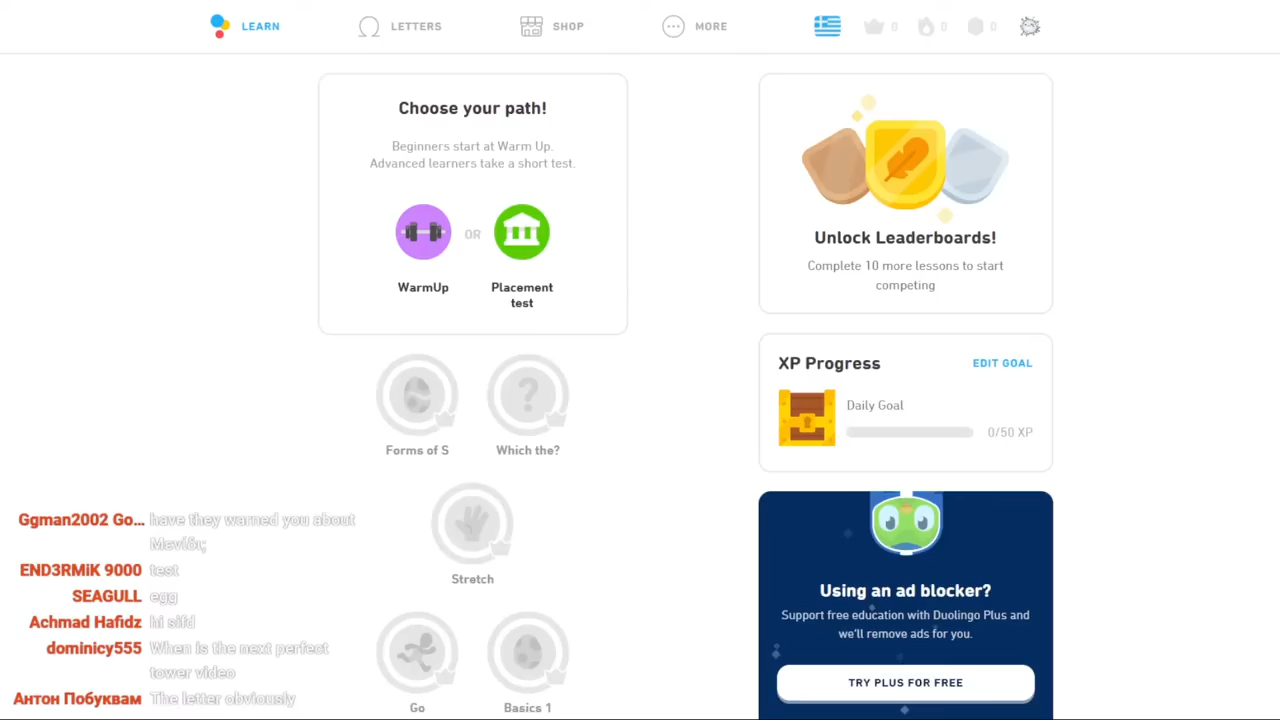 LEARN
LETTERS
SHOP
MORE
0
0
0
Choose your path!
Beginners start at Warm Up.
Advanced learners take a short test.
OR
WarmUp
Placement
test
Forms of S
Which the?
Stretch
Go
Basics 1
Unlock Leaderboards!
Complete 10 more lessons to start
competing
XP Progress
EDIT GOAL
Daily Goal
0/50 XP
Using an ad blocker?
Support free education with Duolingo Plus and
we'll remove ads for you.
TRY PLUS FOR FREE
Ggman2002 Go... have they warned you about
Μενίδι;
END3RMiK 9000 test
SEAGULL egg
Achmad Hafidz hi sifd
dominicy555 When is the next perfect
tower video
Антон Побуквам The letter obviously